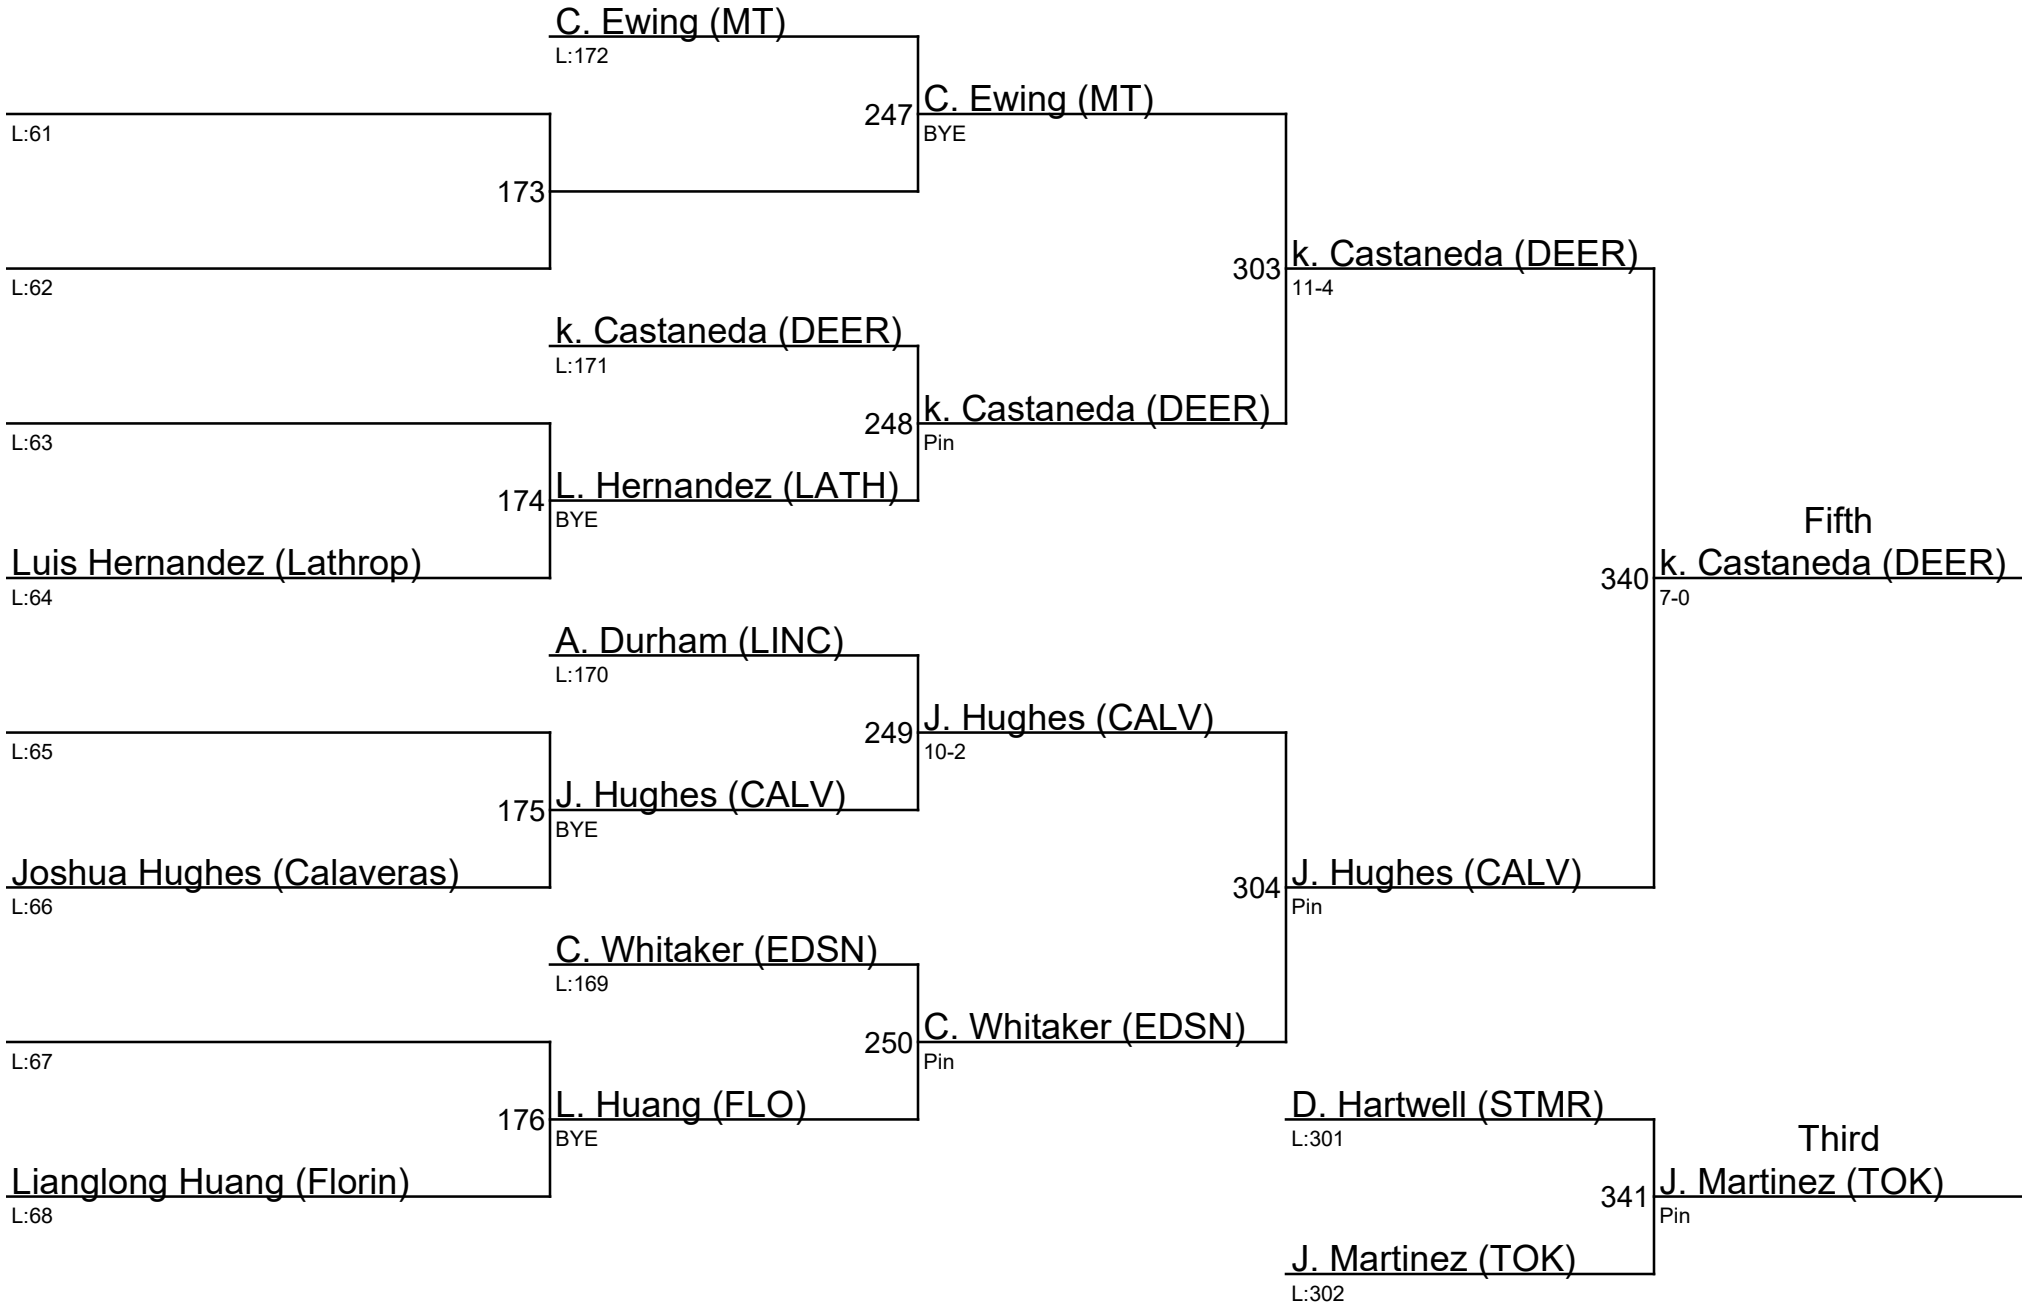 C. Ewing (MT)
L:172
247
C. Ewing (MT)
BYE
L:61
173
L:62
303
k. Castaneda (DEER)
11-4
k. Castaneda (DEER)
L:171
248
k. Castaneda (DEER)
Pin
L:63
174
L. Hernandez (LATH)
BYE
Luis Hernandez (Lathrop)
L:64
Fifth
340
k. Castaneda (DEER)
7-0
A. Durham (LINC)
L:170
249
J. Hughes (CALV)
10-2
L:65
175
J. Hughes (CALV)
BYE
Joshua Hughes (Calaveras)
L:66
304
J. Hughes (CALV)
Pin
C. Whitaker (EDSN)
L:169
250
C. Whitaker (EDSN)
Pin
L:67
176
L. Huang (FLO)
BYE
Lianglong Huang (Florin)
L:68
D. Hartwell (STMR)
L:301
Third
341
J. Martinez (TOK)
Pin
J. Martinez (TOK)
L:302